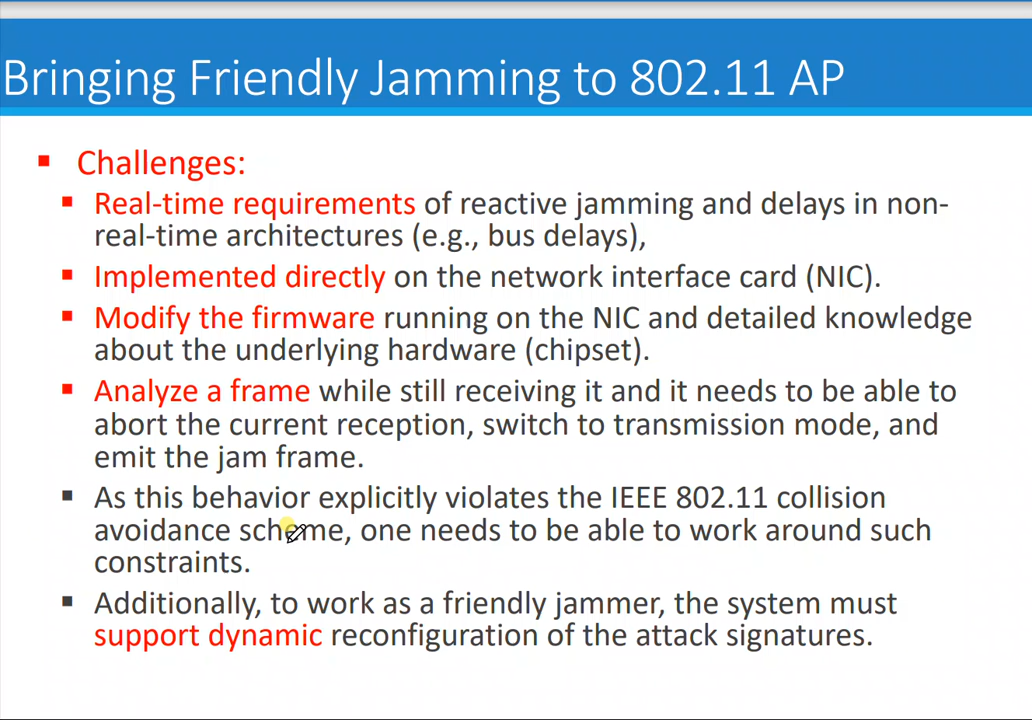 Bringing Friendly Jamming to 802.11 AP
▪ Challenges:
▪ Real-time requirements of reactive jamming and delays in non-
real-time architectures (e.g., bus delays),
▪ Implemented directly on the network interface card (NIC).
▪ Modify the firmware running on the NIC and detailed knowledge
about the underlying hardware (chipset).
▪ Analyze a frame while still receiving it and it needs to be able to
abort the current reception, switch to transmission mode, and
emit the jam frame.
▪ As this behavior explicitly violates the IEEE 802.11 collision
avoidance scheme, one needs to be able to work around such
constraints.
▪ Additionally, to work as a friendly jammer, the system must
support dynamic reconfiguration of the attack signatures.